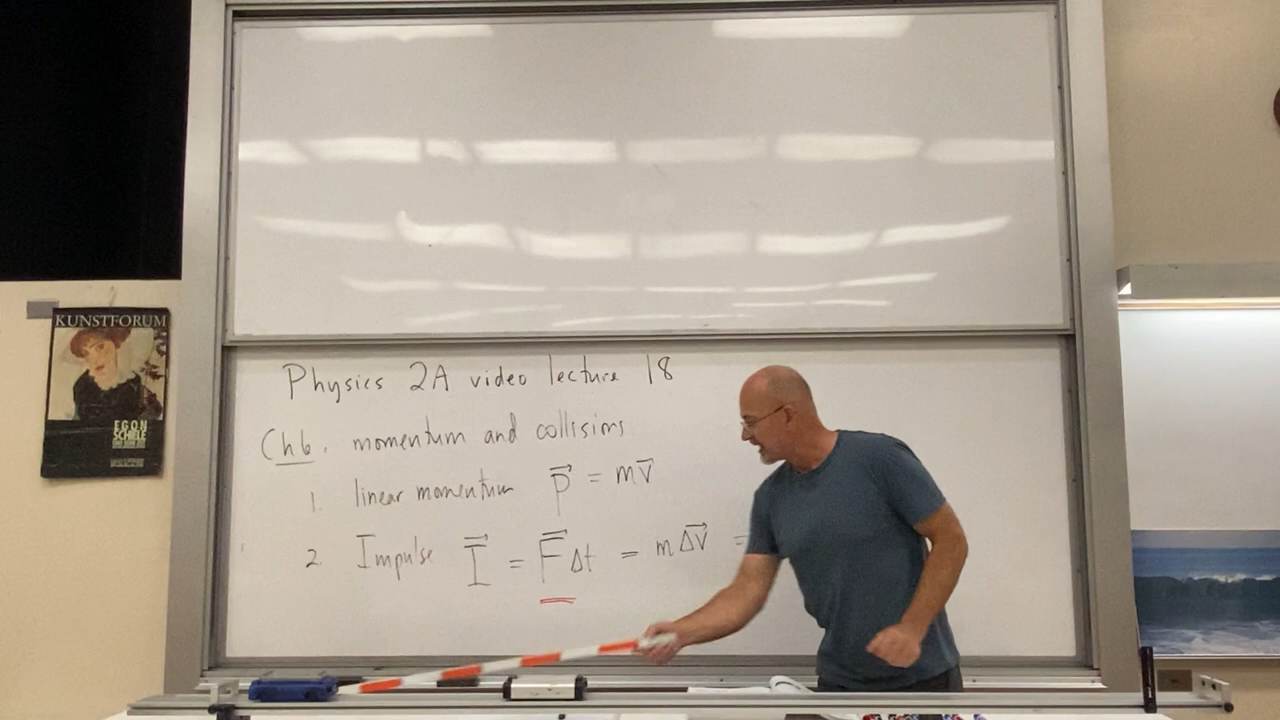 KUNSTFORUM
EGON
SCHIELE
Physics 2A video lecture 18
Ch6. momentum and collisions
1. linear momentum p⃗ = mv⃗
2. Impulse I⃗ = F⃗Δt = mΔv⃗ =